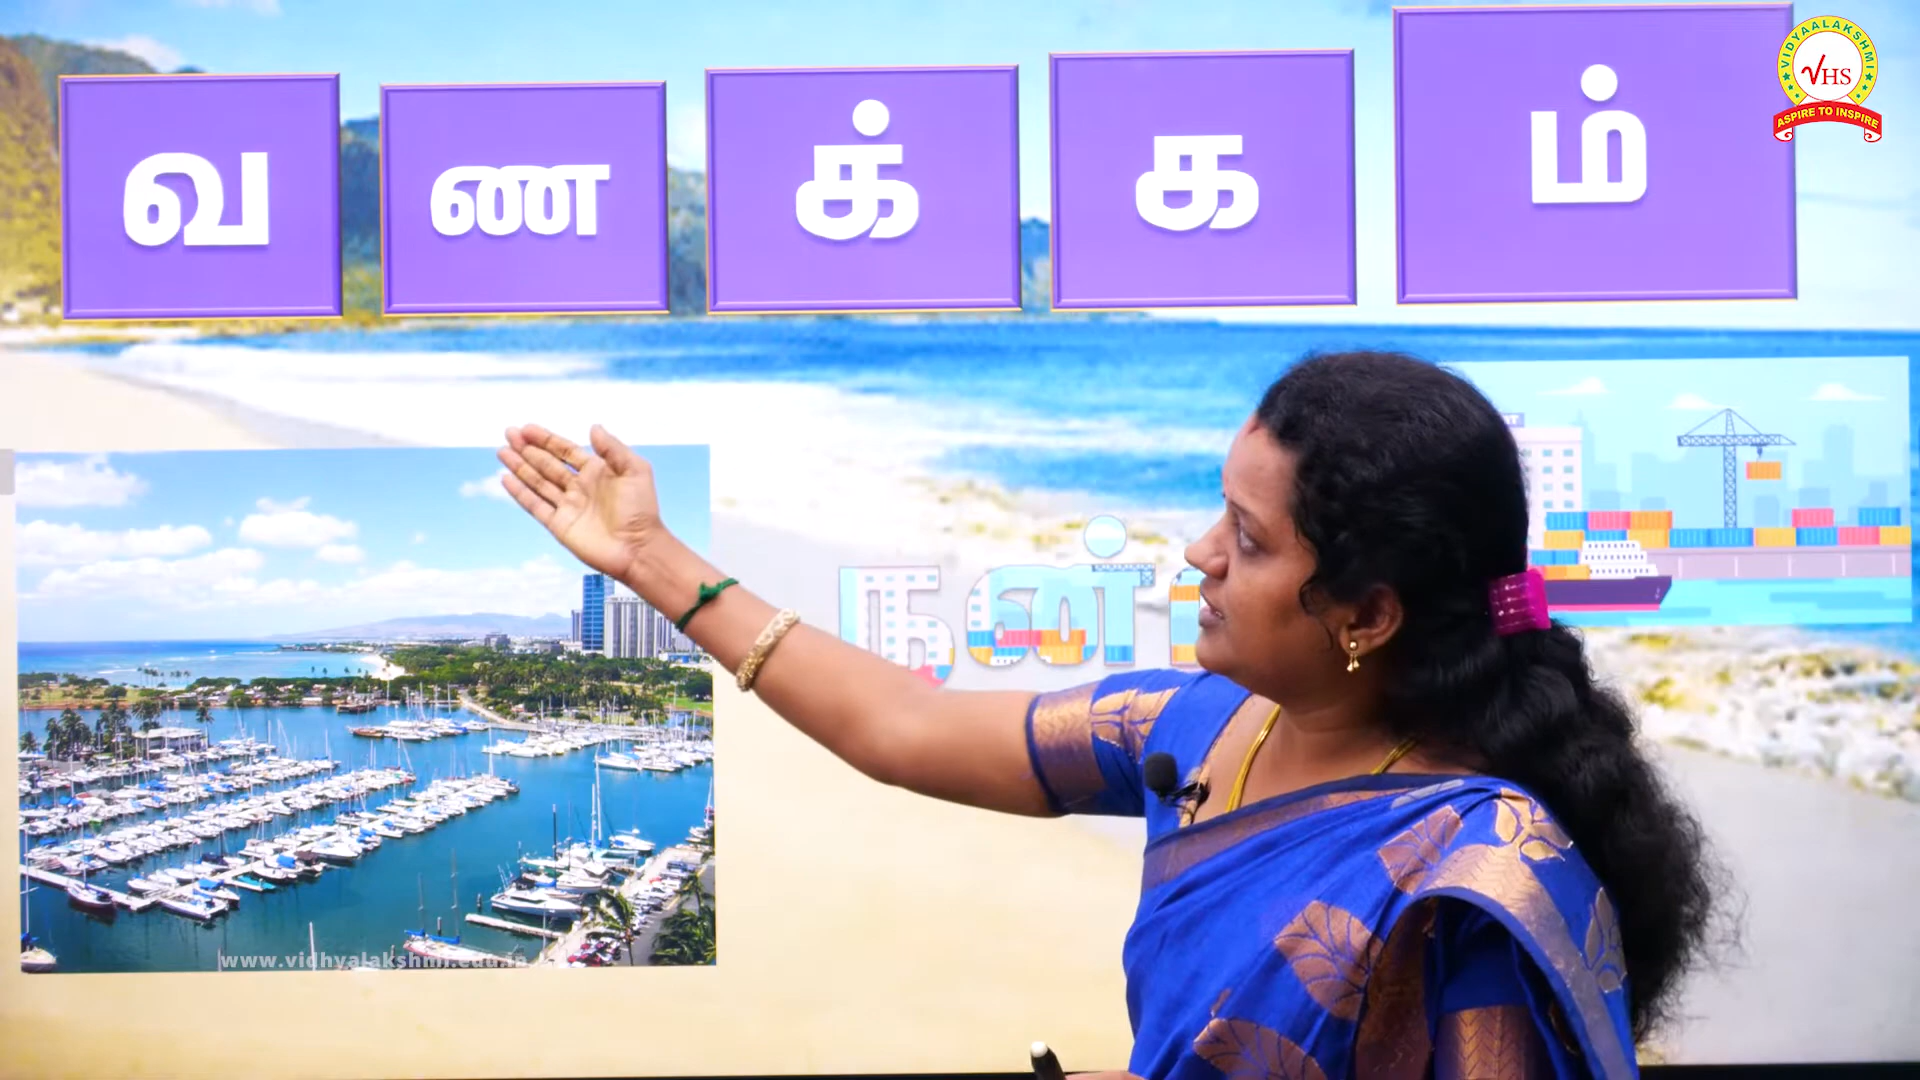 வ ண க் க ம்
VIDYAALAKSHMI
VHS
ASPIRE TO INSPIRE
www.vidhyalakshmi.edu.in